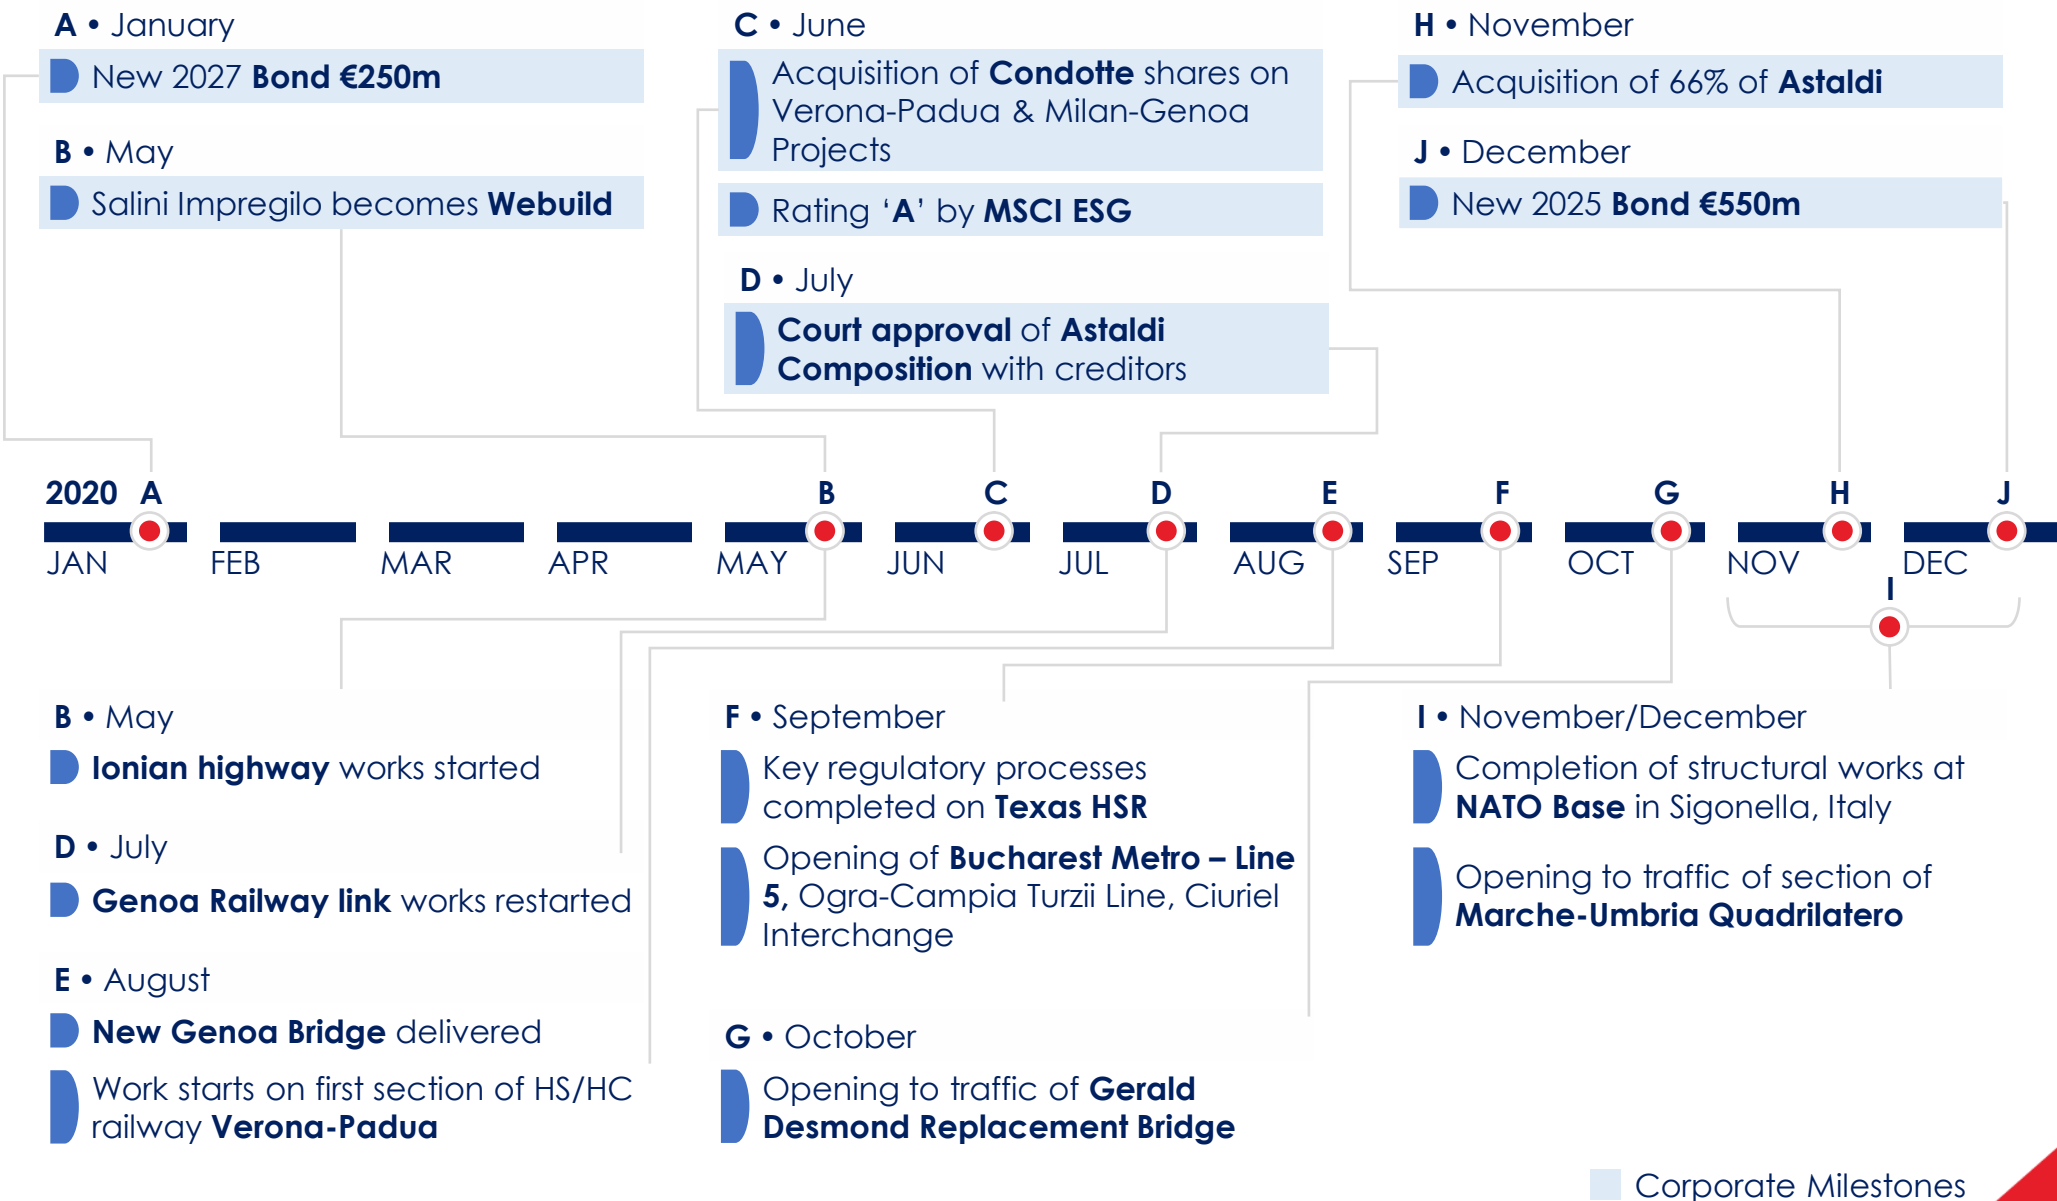 A • January
New 2027 Bond €250m
B • May
Salini Impregilo becomes Webuild
C • June
Acquisition of Condotte shares on
Verona-Padua & Milan-Genoa
Projects
Rating ‘A’ by MSCI ESG
D • July
Court approval of Astaldi
Composition with creditors
H • November
Acquisition of 66% of Astaldi
J • December
New 2025 Bond €550m
2020 A B C D E F G H J
JAN FEB MAR APR MAY JUN JUL AUG SEP OCT NOV DEC
I
B • May
Ionian highway works started
D • July
Genoa Railway link works restarted
E • August
New Genoa Bridge delivered
Work starts on first section of HS/HC
railway Verona-Padua
F • September
Key regulatory processes
completed on Texas HSR
Opening of Bucharest Metro – Line
5, Ogra-Campia Turzii Line, Ciuriel
Interchange
G • October
Opening to traffic of Gerald
Desmond Replacement Bridge
I • November/December
Completion of structural works at
NATO Base in Sigonella, Italy
Opening to traffic of section of
Marche-Umbria Quadrilatero
Corporate Milestones